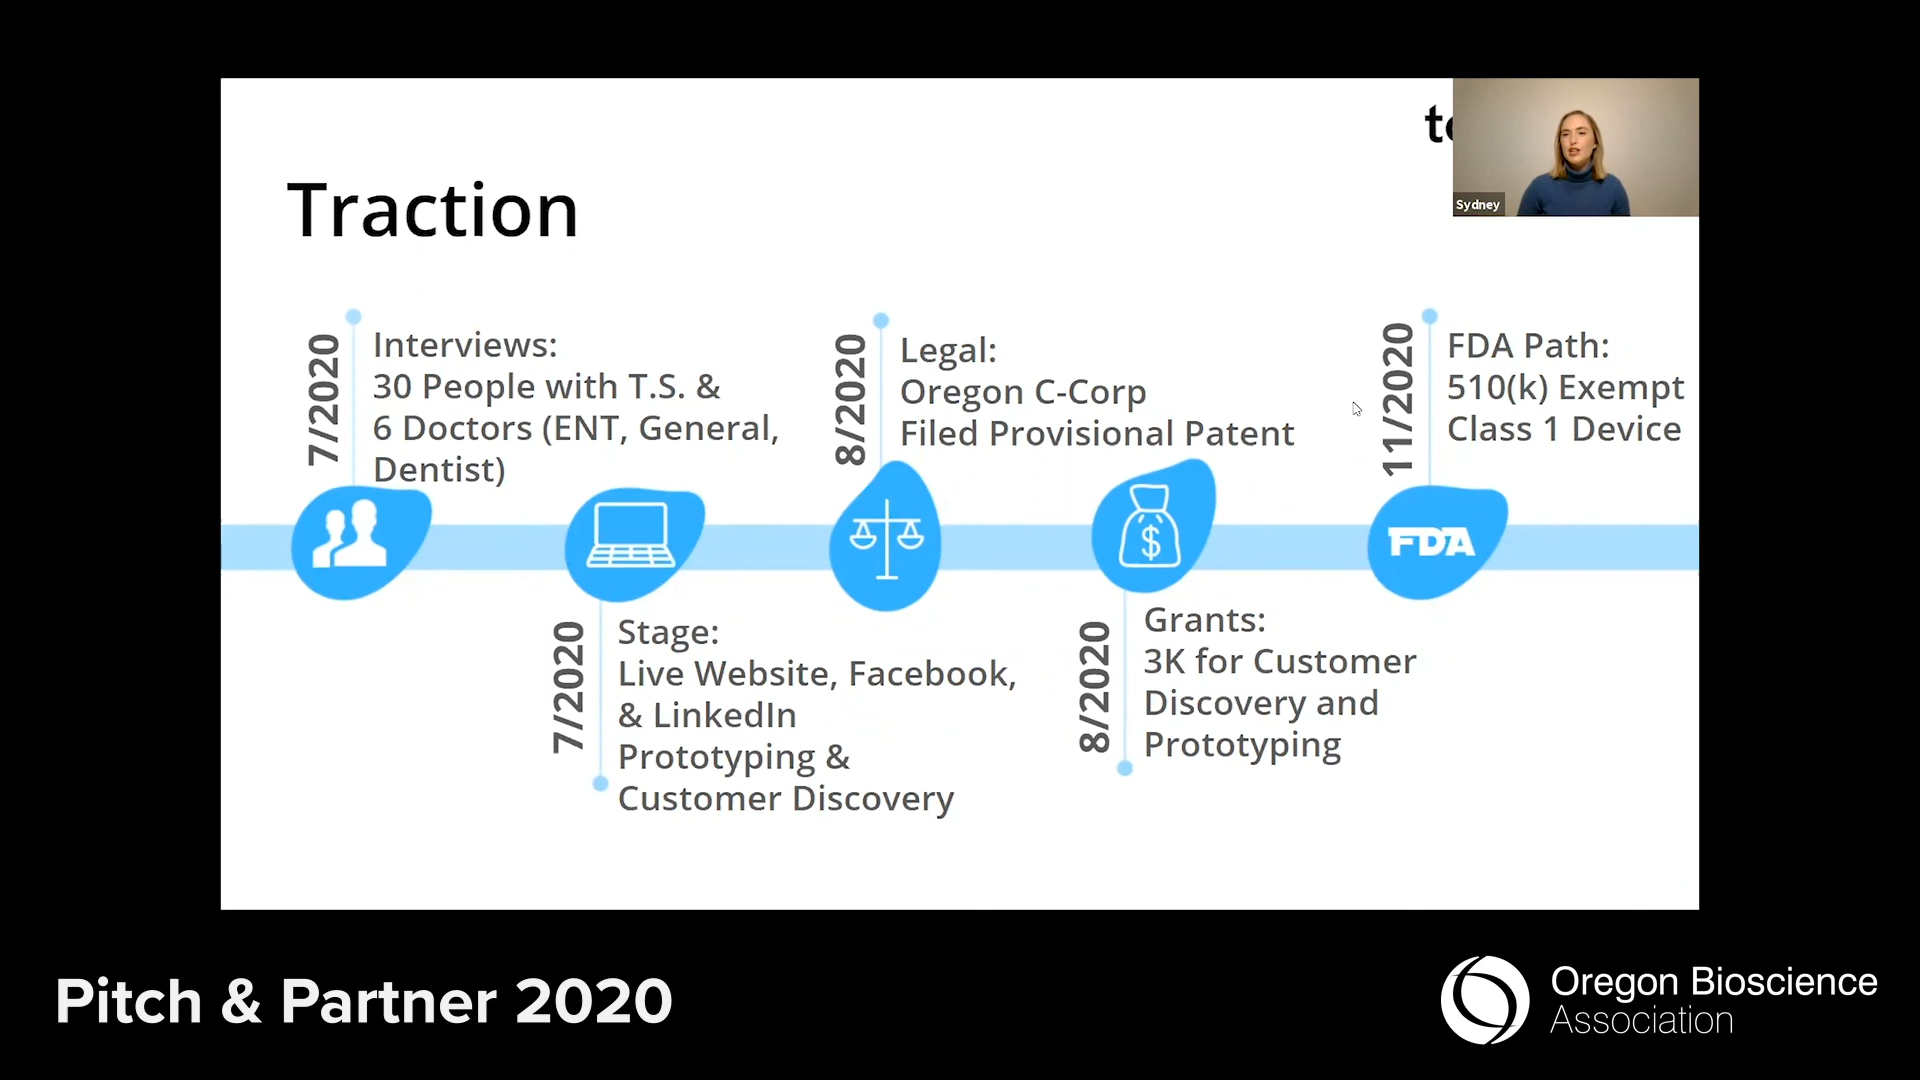 Sydney
Traction
7/2020
Interviews:
30 People with T.S. &
6 Doctors (ENT, General,
Dentist)
8/2020
Legal:
Oregon C-Corp
Filed Provisional Patent
11/2020
FDA Path:
510(k) Exempt
Class 1 Device
$
FDA
7/2020
Stage:
Live Website, Facebook,
& LinkedIn
Prototyping &
Customer Discovery
8/2020
Grants:
3K for Customer
Discovery and
Prototyping
Pitch & Partner 2020
Oregon Bioscience
Association